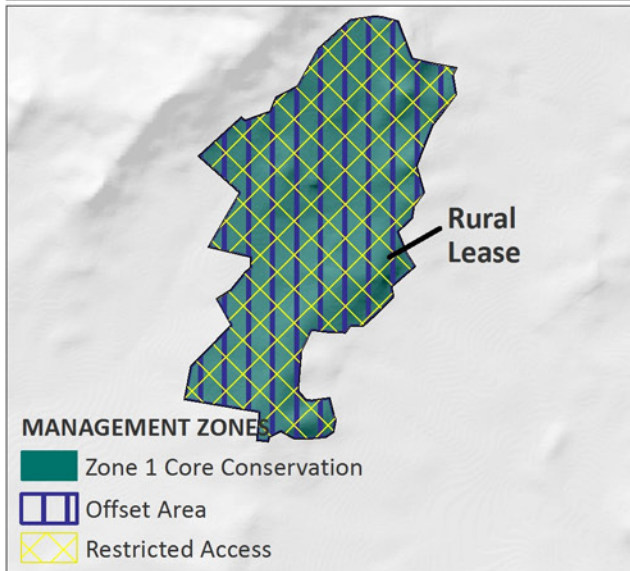 Rural
Lease
MANAGEMENT ZONES
Zone 1 Core Conservation
Offset Area
Restricted Access